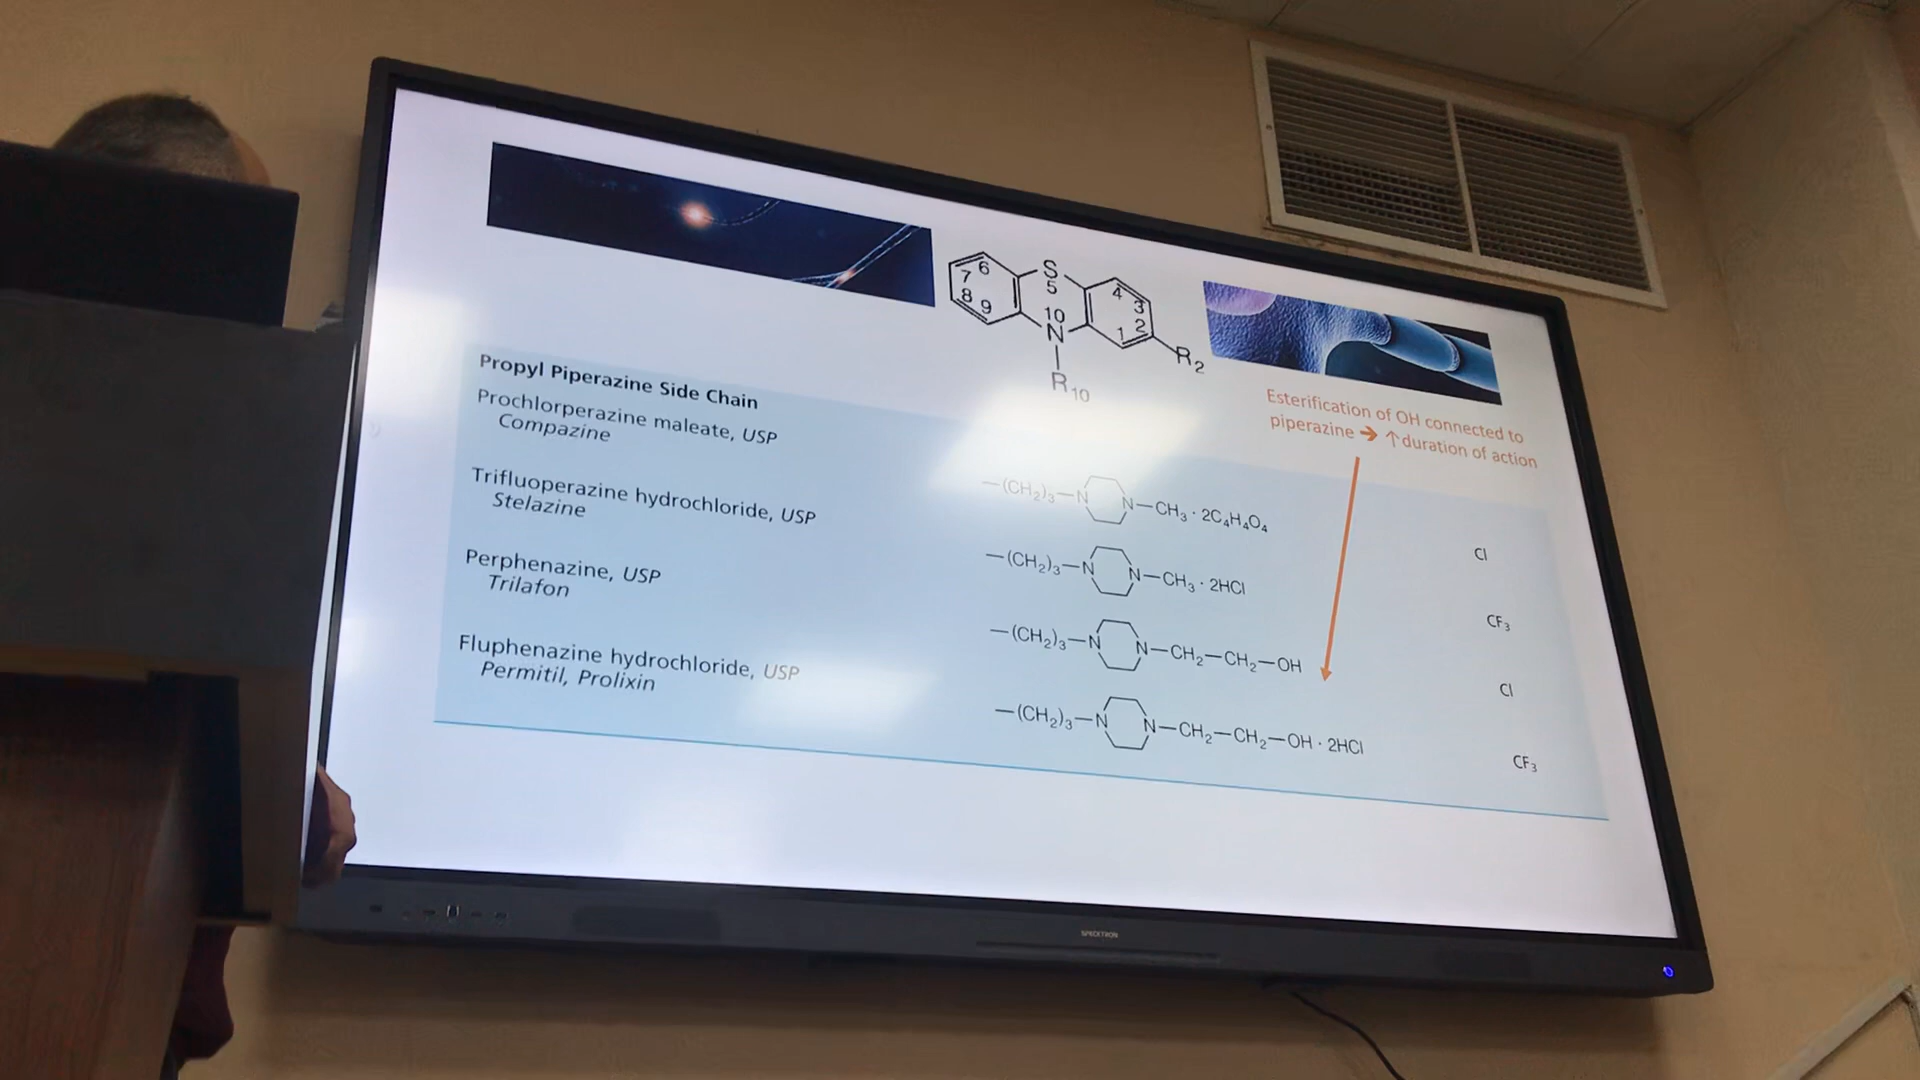 S
5
10
N
6
7
8
9
4
3
2
1
R₂
R₁₀
Esterification of OH connected to
piperazine → ↑duration of action
Propyl Piperazine Side Chain
Prochlorperazine maleate, USP
Compazine
—(CH₂)₃—N N—CH₃ · 2C₄H₄O₄
Cl
Trifluoperazine hydrochloride, USP
Stelazine
—(CH₂)₃—N N—CH₃ · 2HCl
CF₃
Perphenazine, USP
Trilafon
—(CH₂)₃—N N—CH₂—CH₂—OH
Cl
Fluphenazine hydrochloride, USP
Permitil, Prolixin
—(CH₂)₃—N N—CH₂—CH₂—OH · 2HCl
CF₃
SPECKTRON